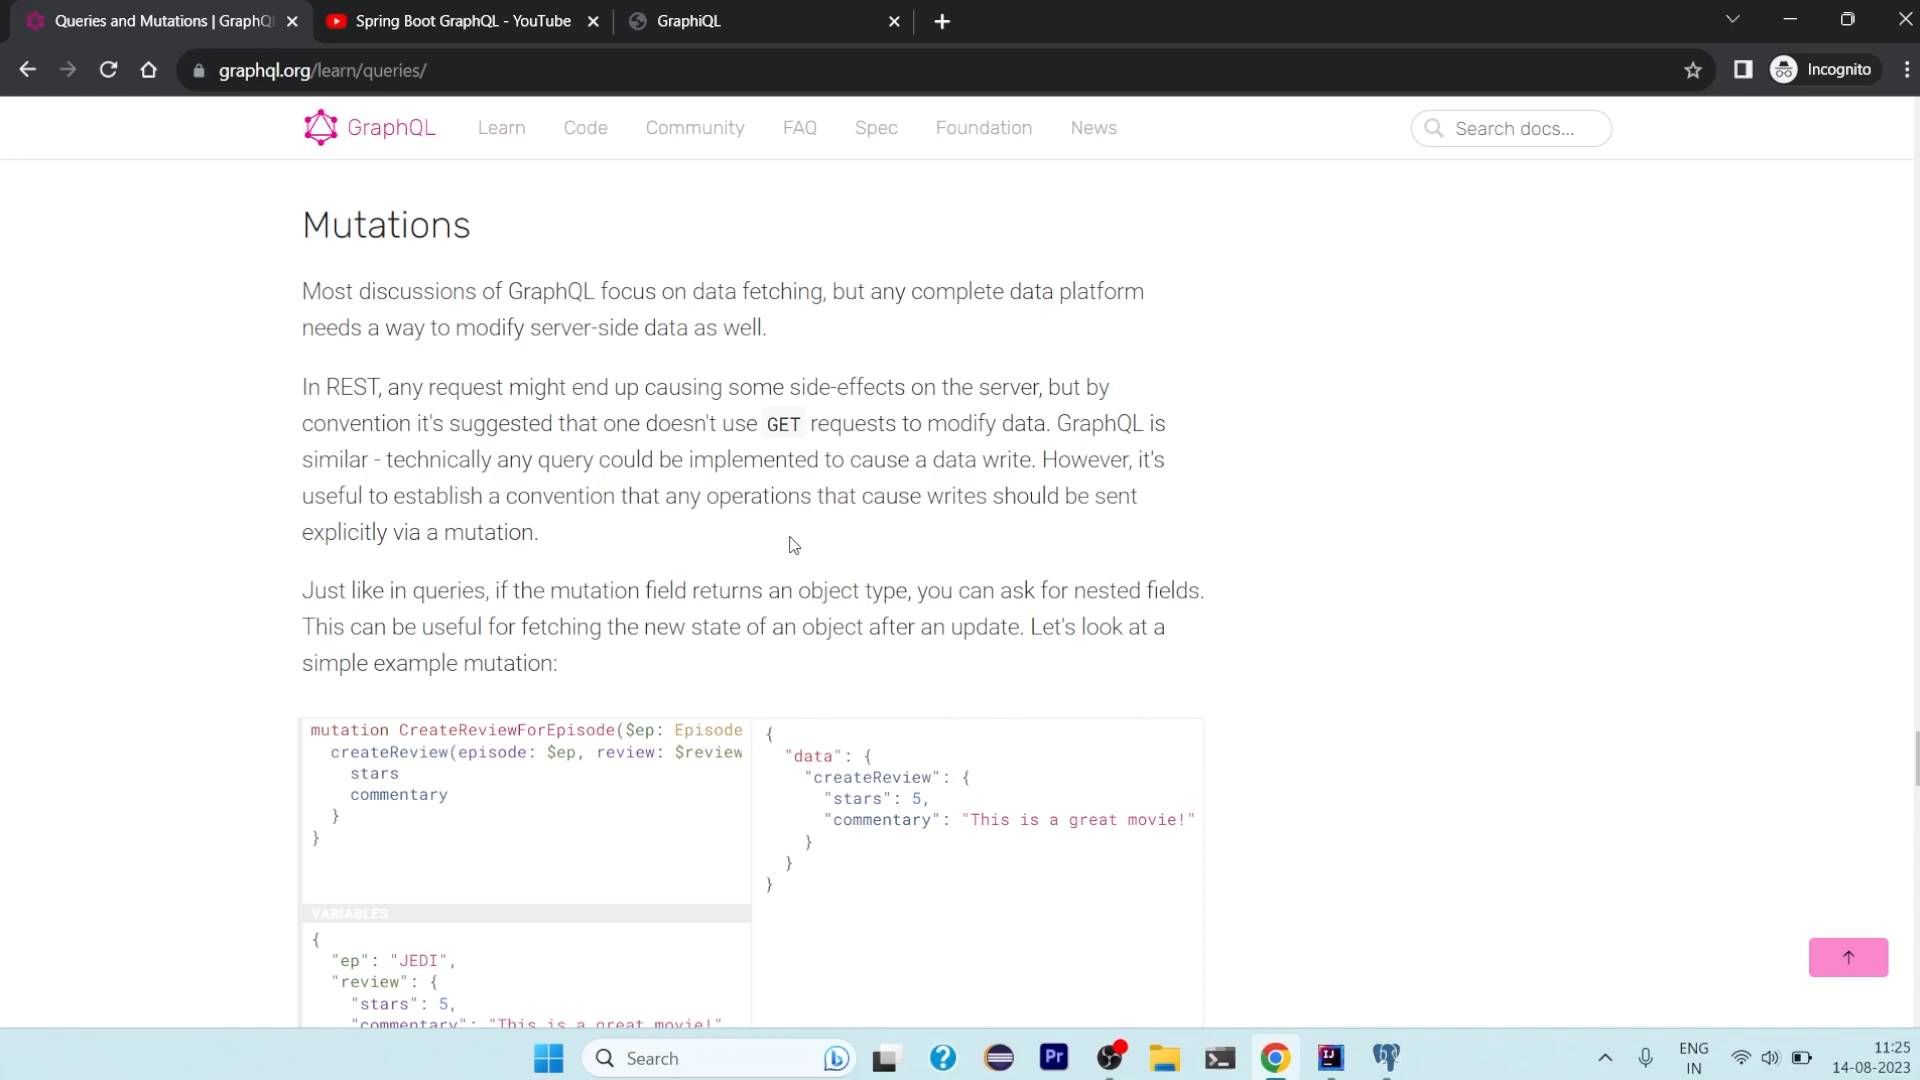 Queries and Mutations | GraphQ
Spring Boot GraphQL - YouTube
GraphiQL
graphql.org/learn/queries/
Incognito
GraphQL
Learn
Code
Community
FAQ
Spec
Foundation
News
Search docs...
Mutations
Most discussions of GraphQL focus on data fetching, but any complete data platform
needs a way to modify server-side data as well.
In REST, any request might end up causing some side-effects on the server, but by
convention it's suggested that one doesn't use GET requests to modify data. GraphQL is
similar - technically any query could be implemented to cause a data write. However, it's
useful to establish a convention that any operations that cause writes should be sent
explicitly via a mutation.
Just like in queries, if the mutation field returns an object type, you can ask for nested fields.
This can be useful for fetching the new state of an object after an update. Let's look at a
simple example mutation:
mutation CreateReviewForEpisode($ep: Episode
createReview(episode: $ep, review: $review
stars
commentary
}
}
VARIABLES
{
"ep": "JEDI",
"review": {
"stars": 5,
"commentary": "This is a great movie!"
{
"data": {
"createReview": {
"stars": 5,
"commentary": "This is a great movie!"
}
}
}
Search
Pr
IJ
ENG
IN
11:25
14-08-2023